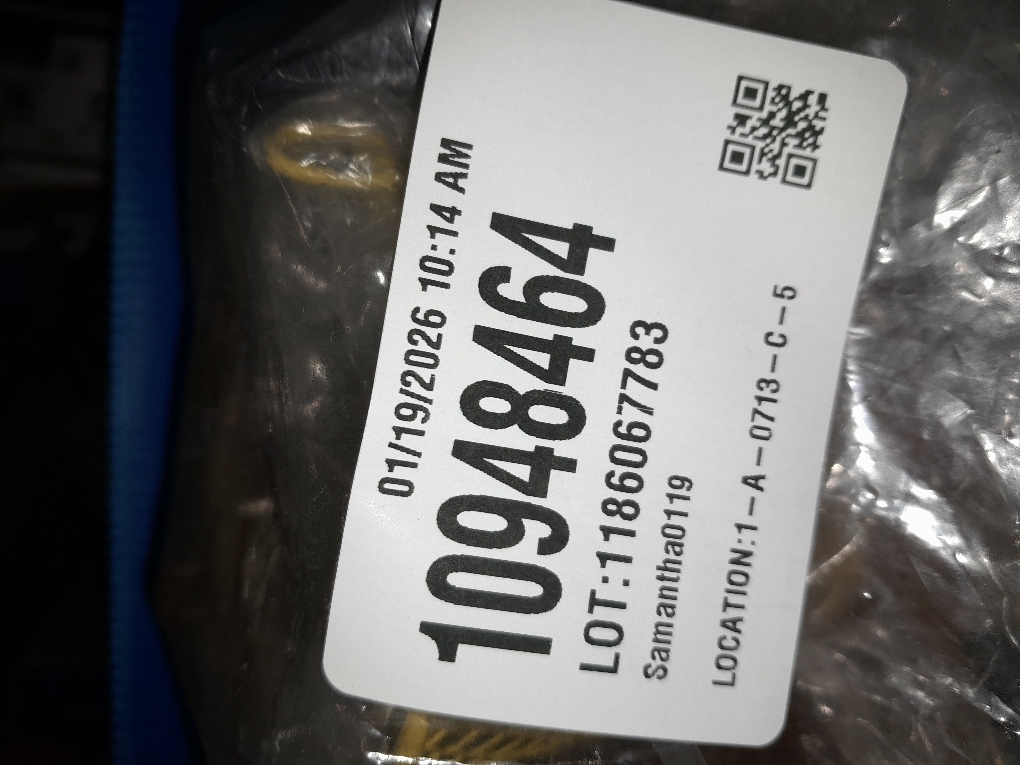 01/19/2026 10:14 AM
10948464
LOT:1186067783
Samantha0119
LOCATION:1-A-0713-C-5